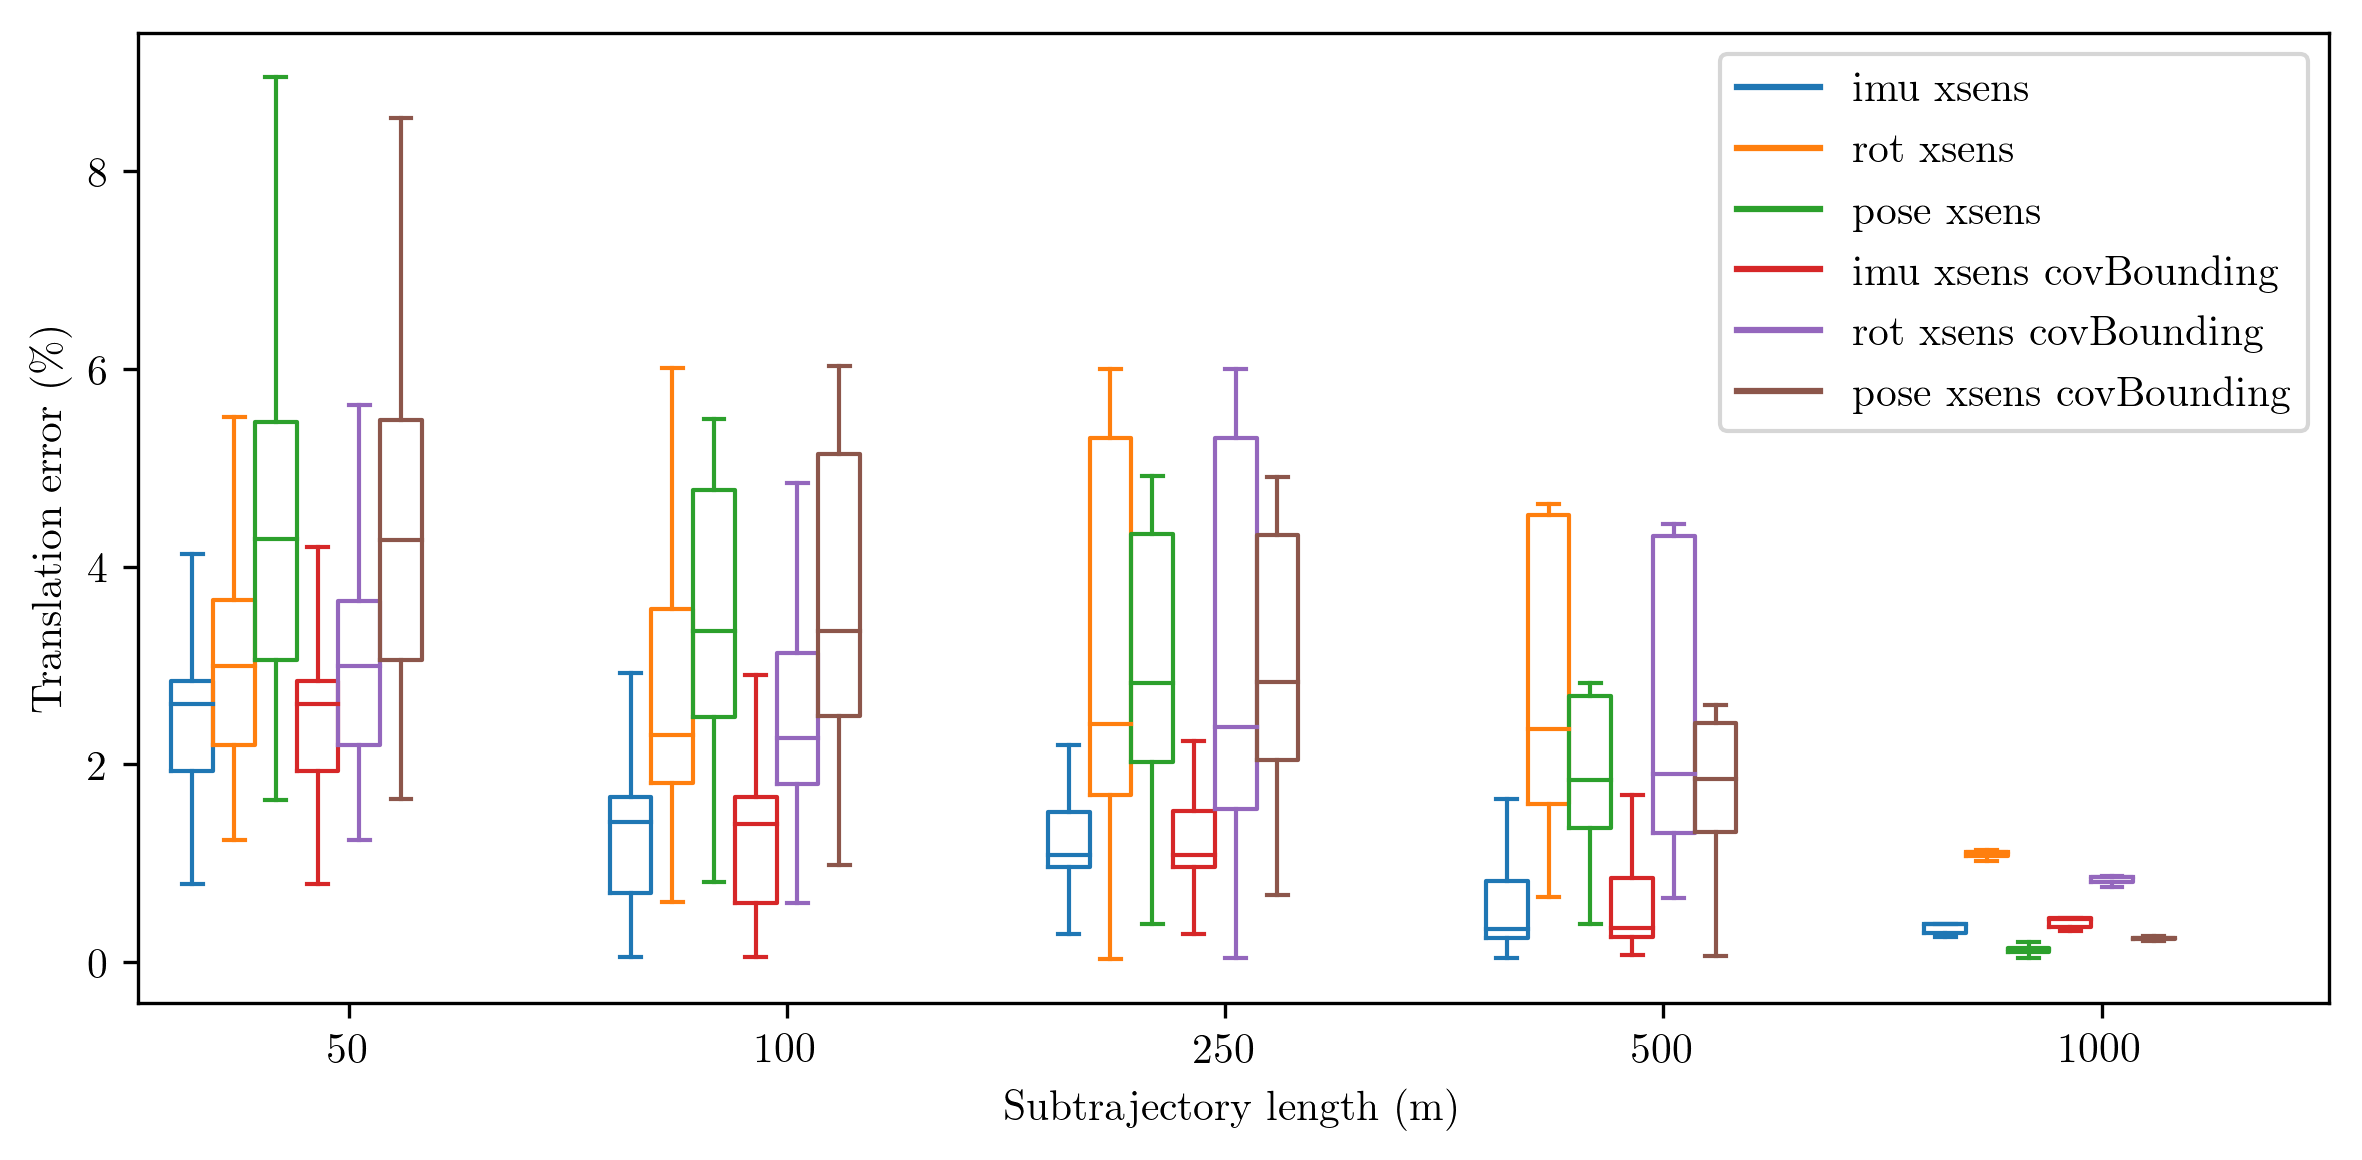 imu xsens
rot xsens
pose xsens
imu xsens covBounding
rot xsens covBounding
pose xsens covBounding
Translation error (%)
8
6
4
2
0
50 100 250 500 1000
Subtrajectory length (m)